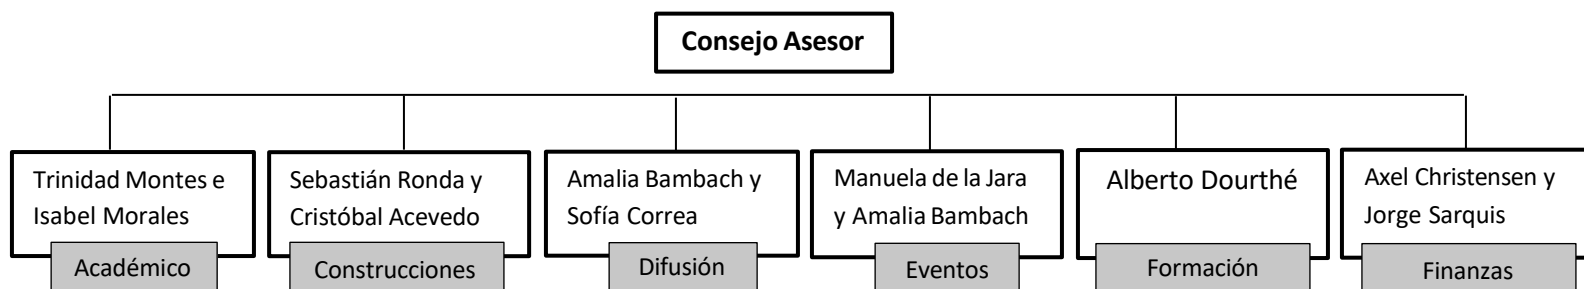 Consejo Asesor
Trinidad Montes e
Isabel Morales
Académico
Sebastián Ronda y
Cristóbal Acevedo
Construcciones
Amalia Bambach y
Sofía Correa
Difusión
Manuela de la Jara
y Amalia Bambach
Eventos
Alberto Dourthé
Formación
Axel Christensen y
Jorge Sarquis
Finanzas